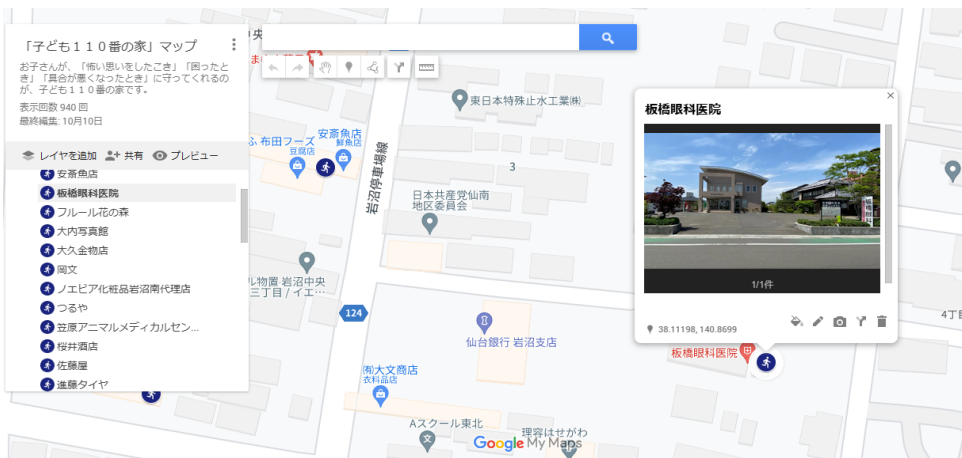 「子ども１１０番の家」マップ
お子さんが、「怖い思いをしたこき」「困ったと
き」「具合が悪くなったとき」に守ってくれるの
が、子ども１１０番の家です。
表示回数 940 回
最終編集: 10月10日
レイヤを追加 共有 プレビュー
安斎魚店
板橋眼科医院
フルール花の森
大内写真館
大久金物店
岡文
ノエビア化粧品岩沼南代理店
つるや
笠原アニマルメディカルセン...
桜井酒店
佐藤屋
進藤タイヤ
東日本特殊止水工業㈱
布田フーズ
豆腐店
安斎魚店
鮮魚店
岩沼停車場線
3
日本共産党仙南
地区委員会
ル物置 岩沼中央
三丁目 / イエ…
124
仙台銀行 岩沼支店
㈲大文商店
衣料品店
Aスクール東北
理容はせがわ
Google My Maps
板橋眼科医院
1/1件
38.11198, 140.8699
板橋眼科医院